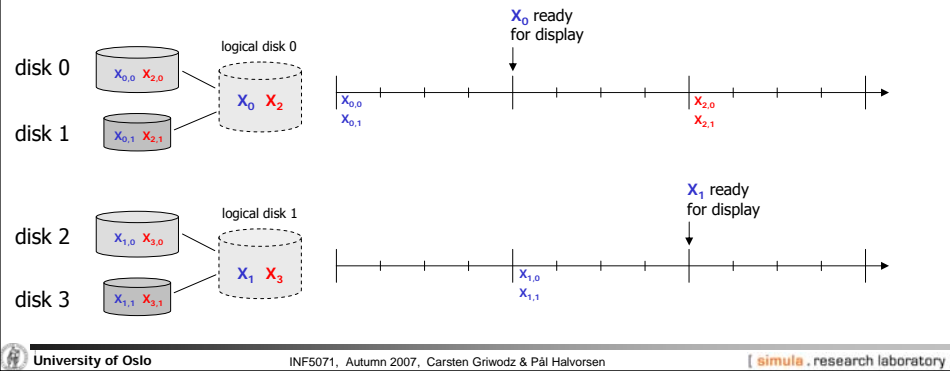 X0 ready
for display
logical disk 0
disk 0
X0,0 X2,0
X0 X2
X0,0
X0,1
X2,0
X2,1
disk 1
X0,1 X2,1
X1 ready
for display
logical disk 1
disk 2
X1,0 X3,0
X1 X3
X1,0
X1,1
disk 3
X1,1 X3,1
University of Oslo
INF5071, Autumn 2007, Carsten Griwodz & Pål Halvorsen
[ simula . research laboratory